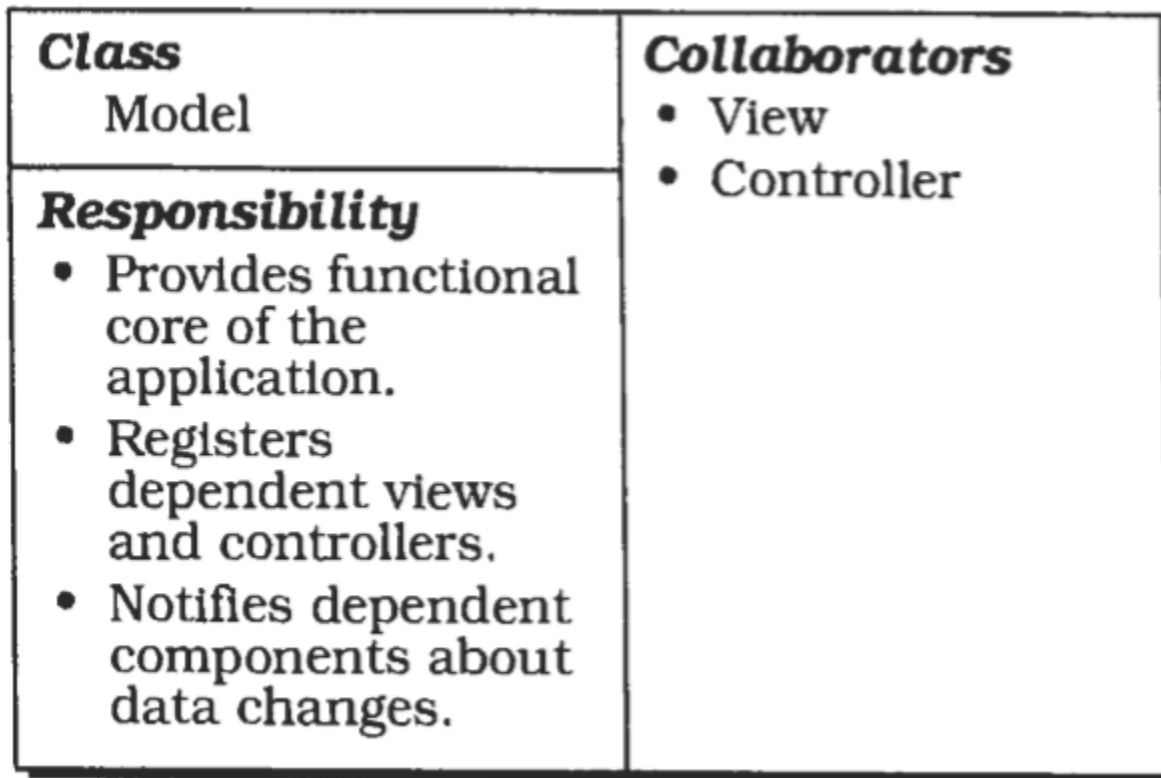 Class
Model
Responsibility
• Provides functional
core of the
application.
• Registers
dependent views
and controllers.
• Notifies dependent
components about
data changes.
Collaborators
• View
• Controller